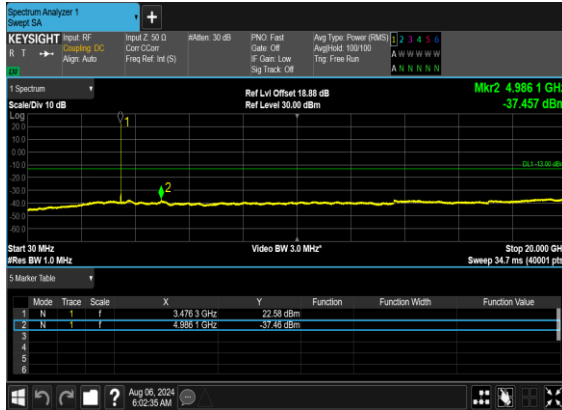 Spectrum Analyzer 1
Swept SA
+
KEYSIGHT
R T
LXI
Input: RF
Coupling: DC
Align: Auto
Input Z: 50 Ω
Corr CCorr
Freq Ref: Int (S)
#Atten: 30 dB
PNO: Fast
Gate: Off
IF Gain: Low
Sig Track: Off
Avg Type: Power (RMS)
Avg|Hold: 100/100
Trig: Free Run
1 2 3 4 5 6
A W W W W W
A N N N N N
1 Spectrum
Scale/Div 10 dB
Log
Ref Lvl Offset 18.88 dB
Ref Level 30.00 dBm
Mkr2 4.986 1 GHz
-37.457 dBm
20.0
10.0
0.00
-10.0
-20.0
-30.0
-40.0
-50.0
-60.0
1
2
DL1 -13.00 dBm
Start 30 MHz
#Res BW 1.0 MHz
Video BW 3.0 MHz*
Stop 20.000 GHz
Sweep 34.7 ms (40001 pts)
5 Marker Table
Mode Trace Scale X Y Function Function Width Function Value
1 N 1 f 3.476 3 GHz 22.58 dBm
2 N 1 f 4.986 1 GHz -37.46 dBm
3
4
5
6
?
Aug 06, 2024
6:02:35 AM